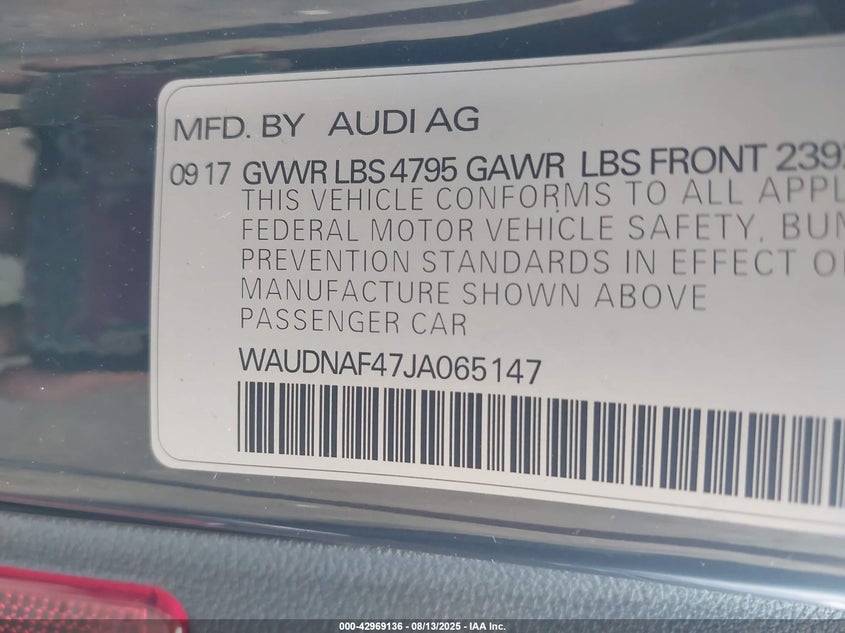 MFD. BY AUDI AG
09 17 GVWR LBS 4795 GAWR LBS FRONT 2392
THIS VEHICLE CONFORMS TO ALL
FEDERAL MOTOR VEHICLE SAFETY,
PREVENTION STANDARDS IN EFFECT
MANUFACTURE SHOWN ABOVE
PASSENGER CAR
WAUDNAF47JA065147
000-42969136 - 08/13/2025 - IAA Inc.